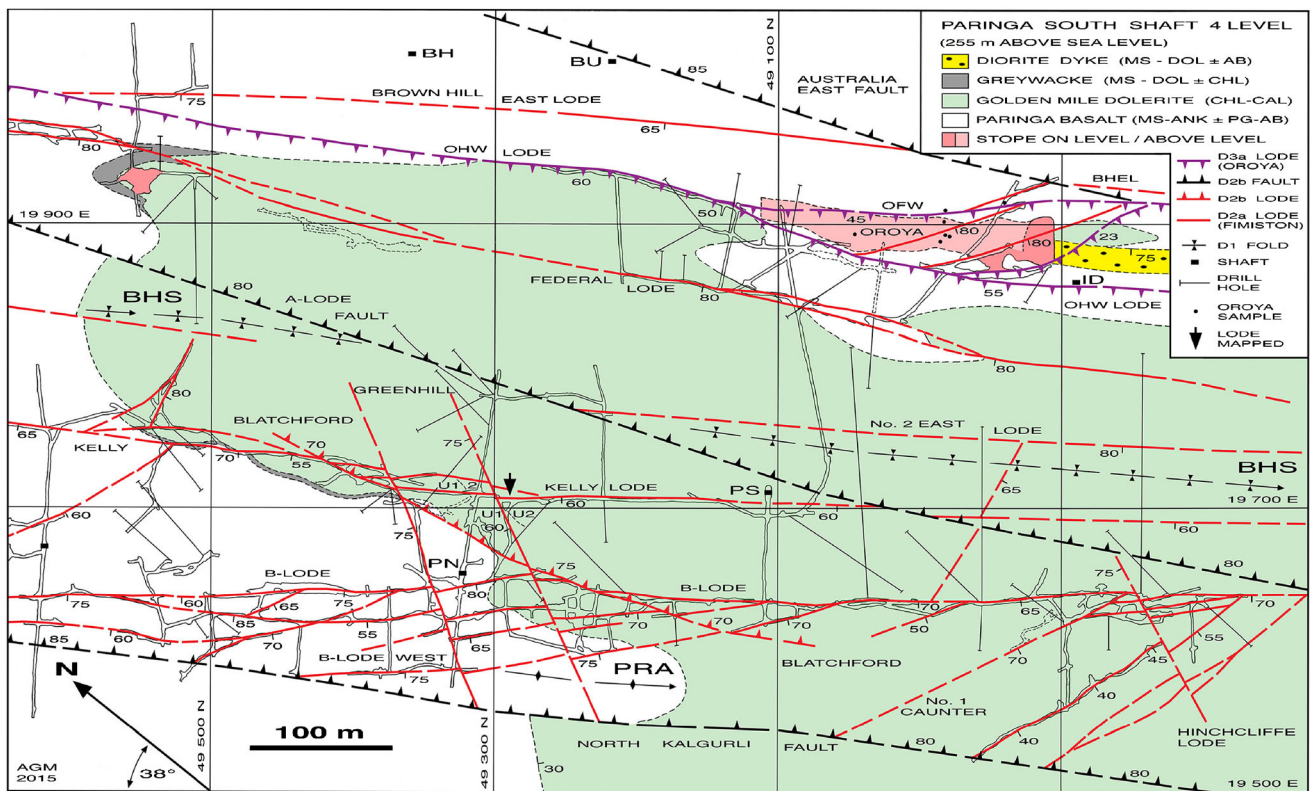 PARINGA SOUTH SHAFT 4 LEVEL
(255 m ABOVE SEA LEVEL)
DIORITE DYKE (MS - DOL ± AB)
GREYWACKE (MS - DOL ± CHL)
GOLDEN MILE DOLERITE (CHL-CAL)
PARINGA BASALT (MS-ANK ± PG-AB)
STOPE ON LEVEL / ABOVE LEVEL
D3a LODE
(OROYA)
D2b FAULT
D2b LODE
D2a LODE
(FIMISTON)
D1 FOLD
SHAFT
DRILL
HOLE
OROYA
SAMPLE
LODE
MAPPED
BH
BU
85
49 100 N
AUSTRALIA
EAST FAULT
75
BROWN HILL
EAST LODE
65
80
OHW
LODE
60
BHEL
19 900 E
50
45
OFW
OROYA
80
80
23
75
ID
55
OHW LODE
80
BHS
A-LODE
FAULT
FEDERAL
LODE
80
80
GREENHILL
80
BLATCHFORD
75
No. 2 EAST
LODE
80
BHS
65
KELLY
70
55
70
U1
2
KELLY LODE
60
PS
65
19 700 E
60
60
U1
U2
60
75
60
PN
80
B-LODE
B-LODE
75
80
75
60
65
75
85
55
70
70
70
65
70
50
85
60
70
65
75
70
55
B-LODE WEST
75
PRA
BLATCHFORD
70
45
40
No. 1
CAUNTER
40
HINCHCLIFFE
LODE
N
100 m
49 500 N
49 300 N
NORTH KALGURLI FAULT
80
80
30
38°
AGM
2015
19 500 E